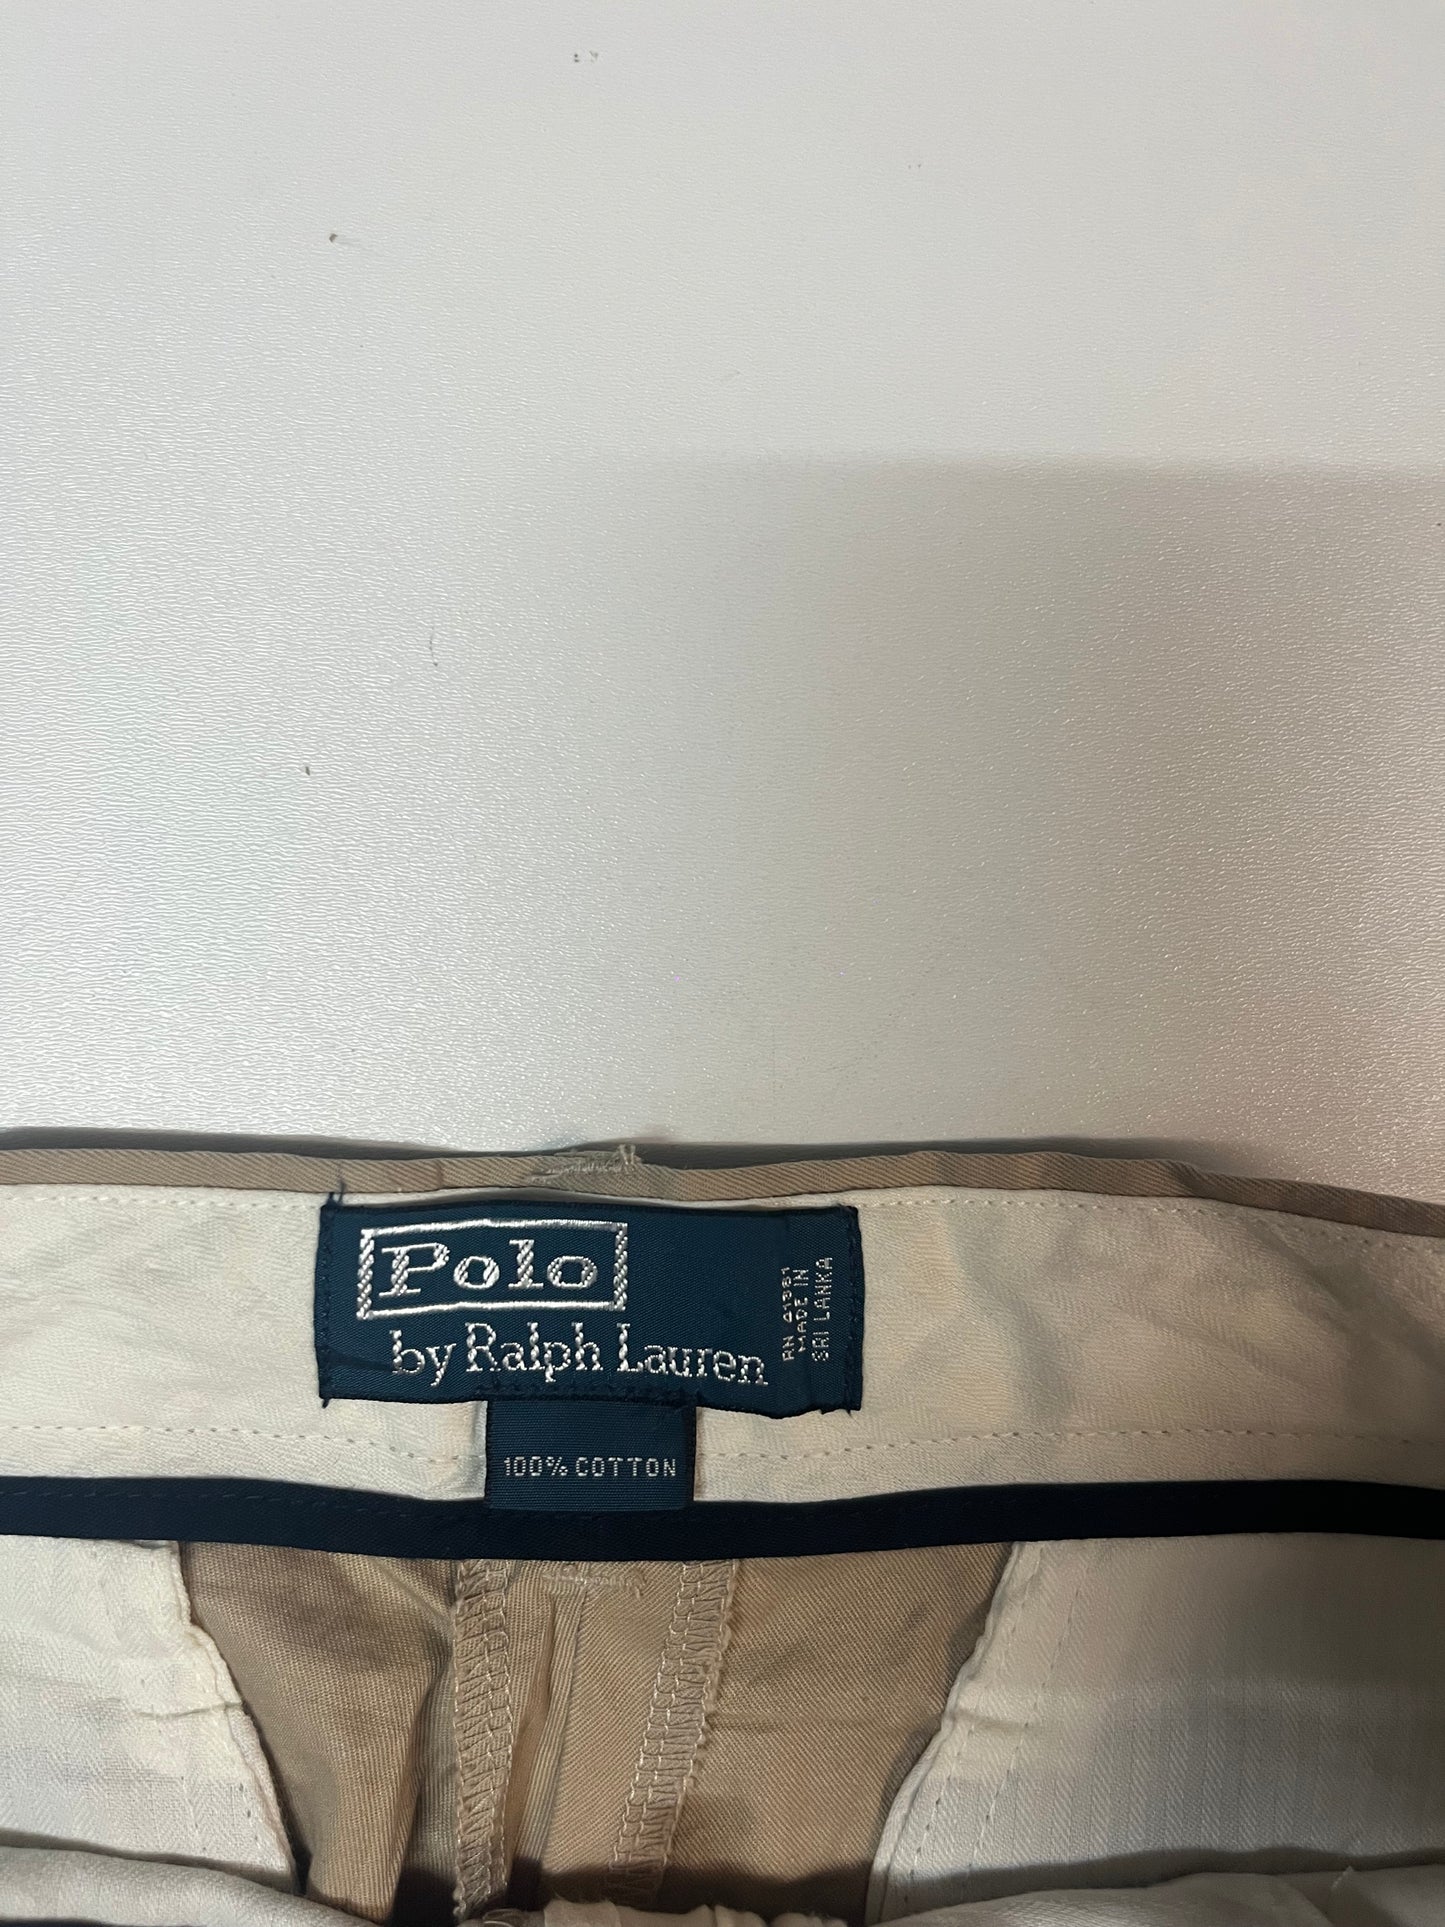 Polo
by Ralph Lauren
RN 41381
MADE IN
SRI LANKA
100% COTTON